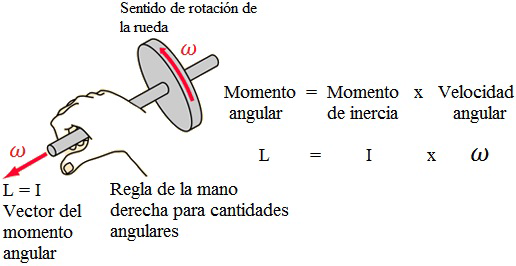 Sentido de rotación de
la rueda
ω
Momento = Momento x Velocidad
angular de inercia angular
L = I x ω
ω
L = I
Vector del
momento
angular
Regla de la mano
derecha para cantidades
angulares